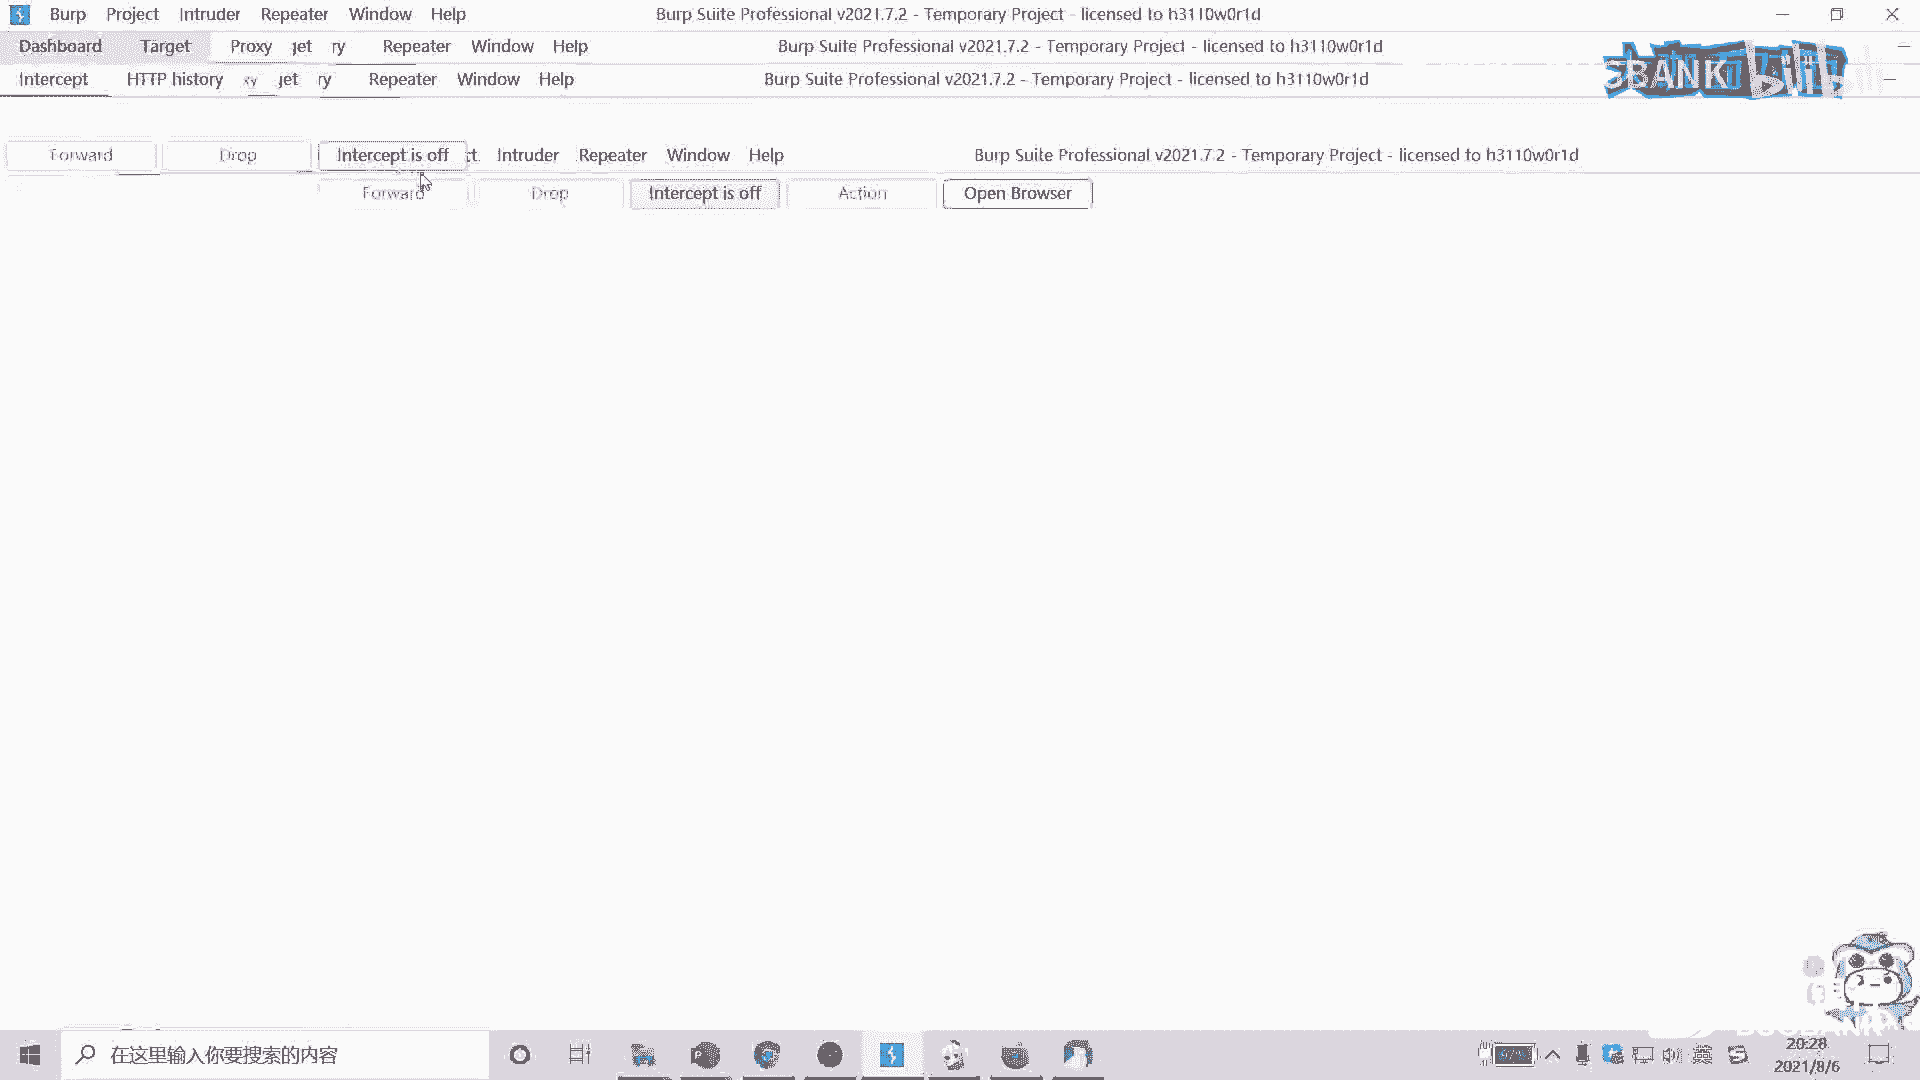 Burp Project Intruder Repeater Window Help Burp Suite Professional v2021.7.2 - Temporary Project - licensed to h3110w0r1d
Dashboard Target Proxy jet ry Repeater Window Help Burp Suite Professional v2021.7.2 - Temporary Project - licensed to h3110w0r1d
Intercept HTTP history xy jet ry Repeater Window Help Burp Suite Professional v2021.7.2 - Temporary Project - licensed to h3110w0r1d
BANK bilibili
Forward Drop Intercept is off ct Intruder Repeater Window Help Burp Suite Professional v2021.7.2 - Temporary Project - licensed to h3110w0r1d
Forward Drop Intercept is off Action Open Browser
在这里输入你要搜索的内容
英
20:28
2021/8/6